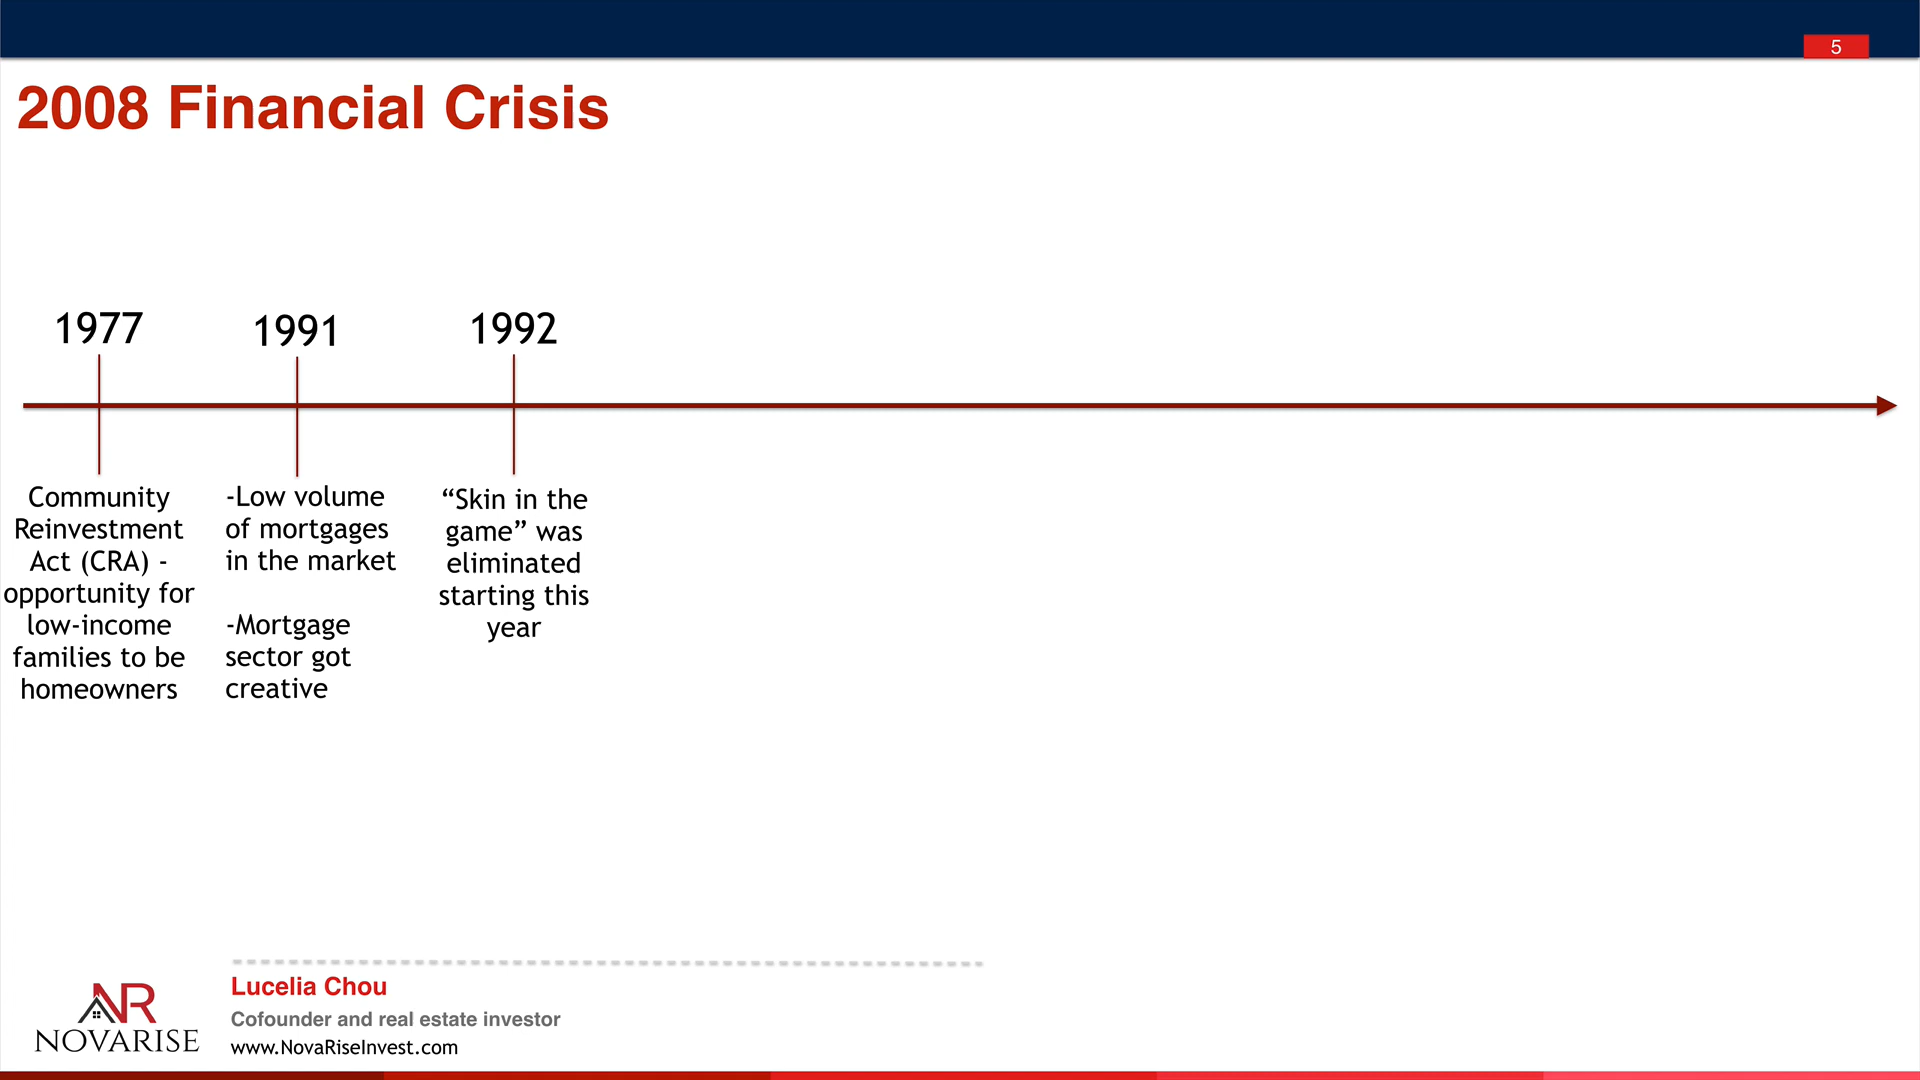 5
2008 Financial Crisis
1977
1991
1992
Community
Reinvestment
Act (CRA) -
opportunity for
low-income
families to be
homeowners
-Low volume
of mortgages
in the market
-Mortgage
sector got
creative
“Skin in the
game” was
eliminated
starting this
year
NR
NOVARISE
Lucelia Chou
Cofounder and real estate investor
www.NovaRiseInvest.com